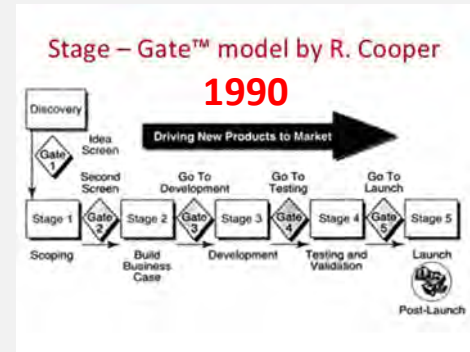 Stage – Gate™ model by R. Cooper
1990
Driving New Products to Market
Discovery
Gate
1
Idea
Screen
Second
Screen
Go To
Development
Go To
Testing
Go To
Launch
Stage 1
Gate
2
Stage 2
Gate
3
Stage 3
Gate
4
Stage 4
Gate
5
Stage 5
Scoping
Build
Business
Case
Development
Testing and
Validation
Launch
Post-Launch